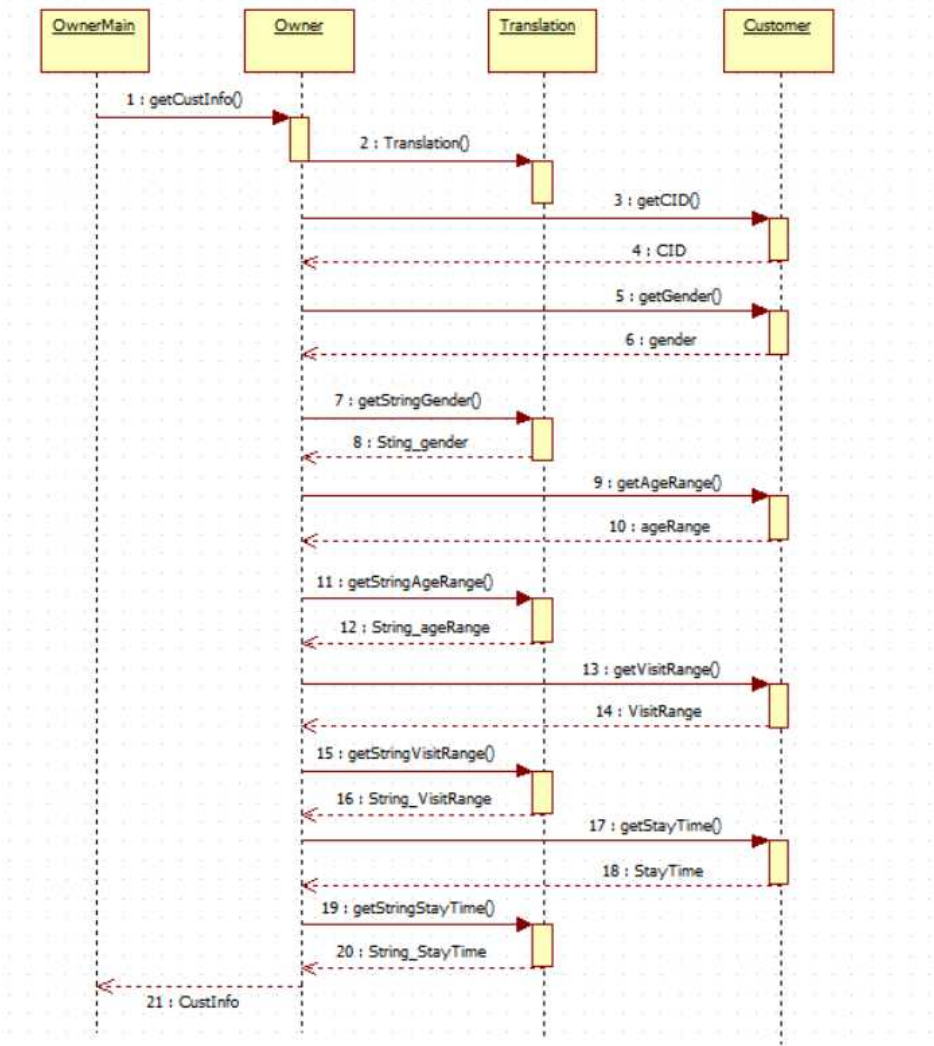 OwnerMain
Owner
Translation
Customer
1 : getCustInfo()
2 : Translation()
3 : getCID()
4 : CID
5 : getGender()
6 : gender
7 : getStringGender()
8 : Sting_gender
9 : getAgeRange()
10 : ageRange
11 : getStringAgeRange()
12 : String_ageRange
13 : getVisitRange()
14 : VisitRange
15 : getStringVisitRange()
16 : String_VisitRange
17 : getStayTime()
18 : StayTime
19 : getStringStayTime()
20 : String_StayTime
21 : CustInfo